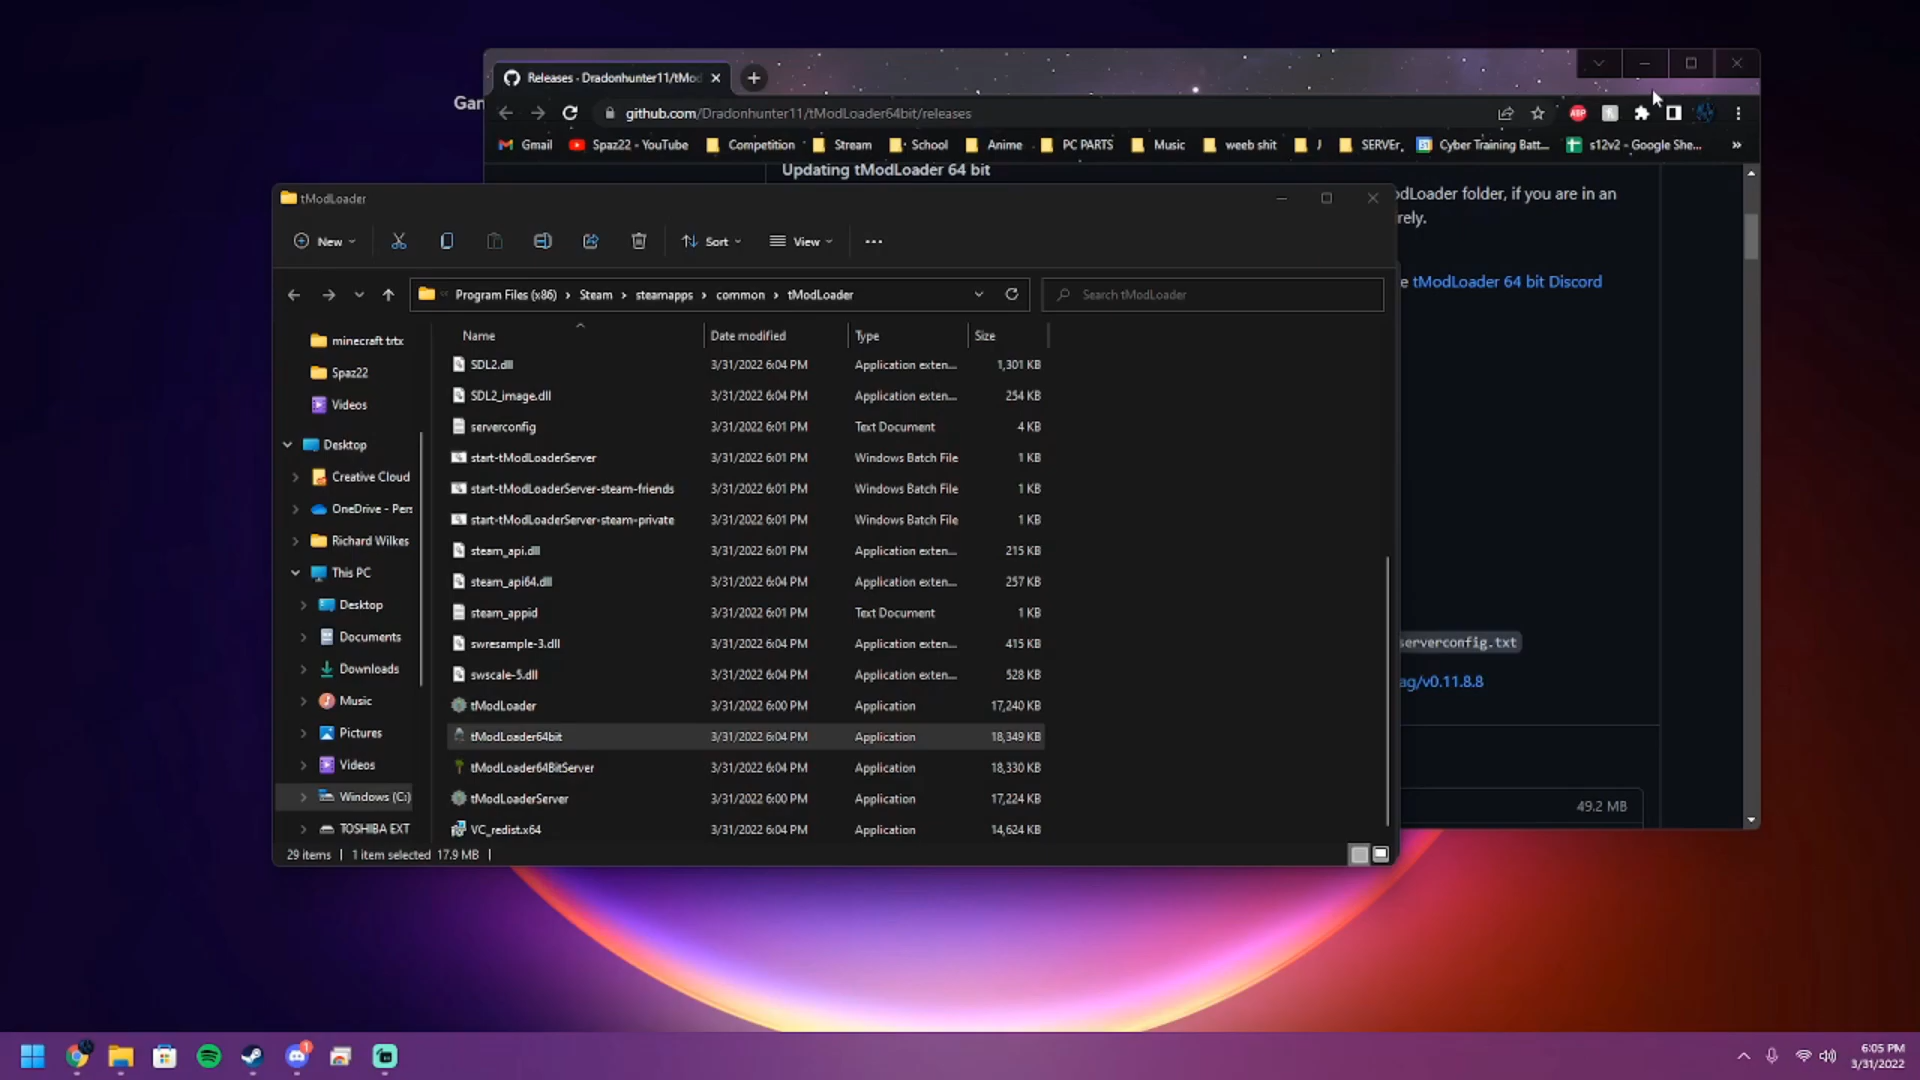 Gar
Releases · Dradonhunter11/tMod
github.com/Dradonhunter11/tModLoader64bit/releases
ABP
Gmail Spaz22 - YouTube Competition Stream School Anime PC PARTS Music weeb shit J SERVEr, Cyber Training Batt... s12v2 - Google She... »
Updating tModLoader 64 bit
odLoader folder, if you are in an
rely.
e tModLoader 64 bit Discord
serverconfig.txt
ag/v0.11.8.8
49.2 MB
tModLoader
New Sort View ...
Program Files (x86) > Steam > steamapps > common > tModLoader Search tModLoader
Name Date modified Type Size
SDL2.dll 3/31/2022 6:04 PM Application exten... 1,301 KB
SDL2_image.dll 3/31/2022 6:04 PM Application exten... 254 KB
serverconfig 3/31/2022 6:01 PM Text Document 4 KB
start-tModLoaderServer 3/31/2022 6:01 PM Windows Batch File 1 KB
start-tModLoaderServer-steam-friends 3/31/2022 6:01 PM Windows Batch File 1 KB
start-tModLoaderServer-steam-private 3/31/2022 6:01 PM Windows Batch File 1 KB
steam_api.dll 3/31/2022 6:01 PM Application exten... 215 KB
steam_api64.dll 3/31/2022 6:04 PM Application exten... 257 KB
steam_appid 3/31/2022 6:01 PM Text Document 1 KB
swresample-3.dll 3/31/2022 6:04 PM Application exten... 415 KB
swscale-5.dll 3/31/2022 6:04 PM Application exten... 528 KB
tModLoader 3/31/2022 6:00 PM Application 17,240 KB
tModLoader64bit 3/31/2022 6:04 PM Application 18,349 KB
tModLoader64BitServer 3/31/2022 6:04 PM Application 18,330 KB
tModLoaderServer 3/31/2022 6:00 PM Application 17,224 KB
VC_redist.x64 3/31/2022 6:04 PM Application 14,624 KB
minecraft trtx
Spaz22
Videos
Desktop
Creative Cloud
OneDrive - Pers
Richard Wilkes
This PC
Desktop
Documents
Downloads
Music
Pictures
Videos
Windows (C:)
TOSHIBA EXT
29 items 1 item selected 17.9 MB
1
6:05 PM
3/31/2022